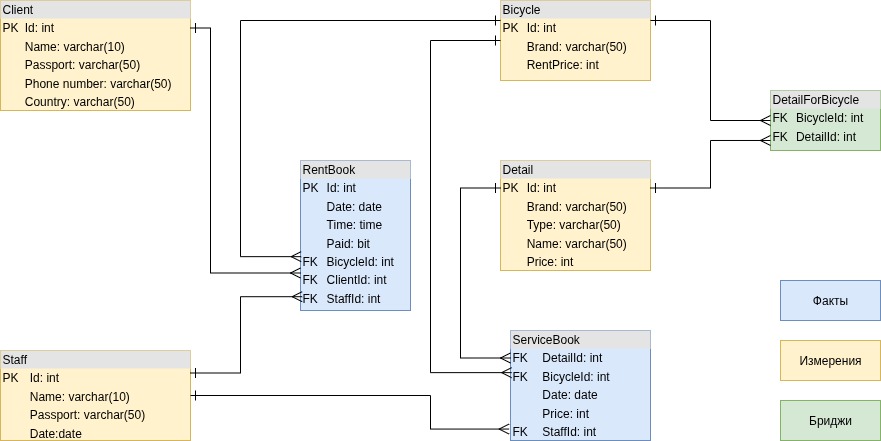 Client
PK Id: int
Name: varchar(10)
Passport: varchar(50)
Phone number: varchar(50)
Country: varchar(50)
Bicycle
PK Id: int
Brand: varchar(50)
RentPrice: int
DetailForBicycle
FK BicycleId: int
FK DetailId: int
RentBook
PK Id: int
Date: date
Time: time
Paid: bit
FK BicycleId: int
FK ClientId: int
FK StaffId: int
Detail
PK Id: int
Brand: varchar(50)
Type: varchar(50)
Name: varchar(50)
Price: int
Staff
PK Id: int
Name: varchar(10)
Passport: varchar(50)
Date:date
ServiceBook
FK DetailId: int
FK BicycleId: int
Date: date
Price: int
FK StaffId: int
Факты
Измерения
Бриджи